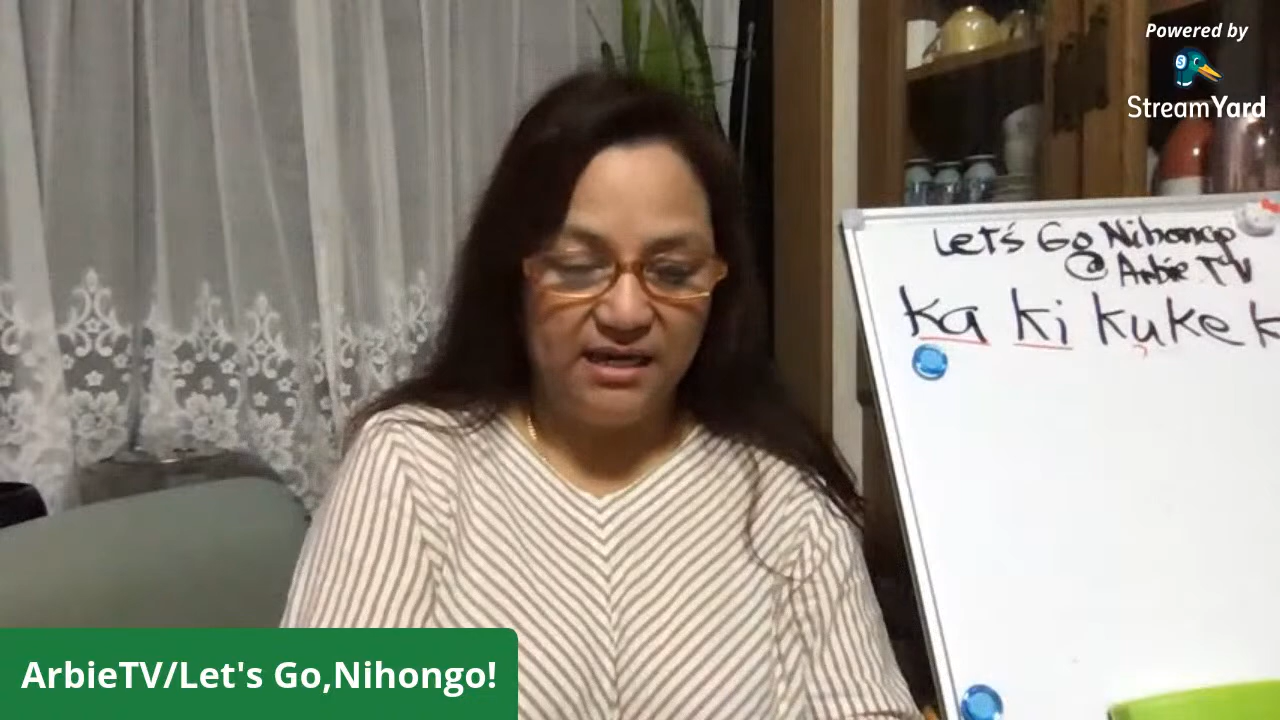 Powered by
StreamYard
Let's Go Nihongo
@ Arbie TV
ka ki ku ke k
ArbieTV/Let's Go,Nihongo!